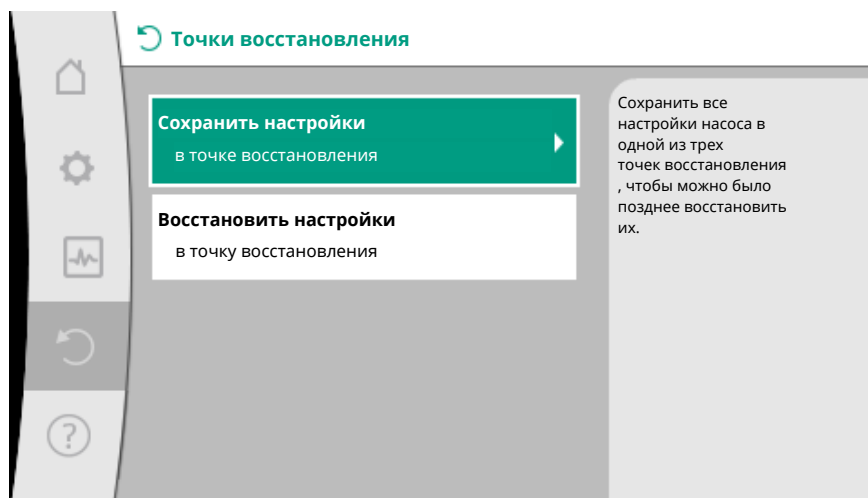 Точки восстановления
Сохранить настройки
в точке восстановления
Восстановить настройки
в точку восстановления
Сохранить все
настройки насоса в
одной из трех
точек восстановления
, чтобы можно было
позднее восстановить
их.
?